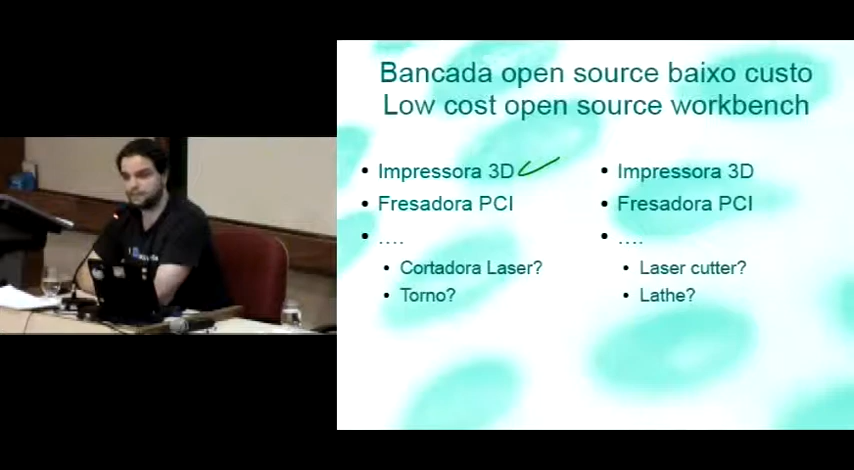 Bancada open source baixo custo
Low cost open source workbench
• Impressora 3D
• Fresadora PCI
• ....
• Cortadora Laser?
• Torno?
• Impressora 3D
• Fresadora PCI
• ....
• Laser cutter?
• Lathe?